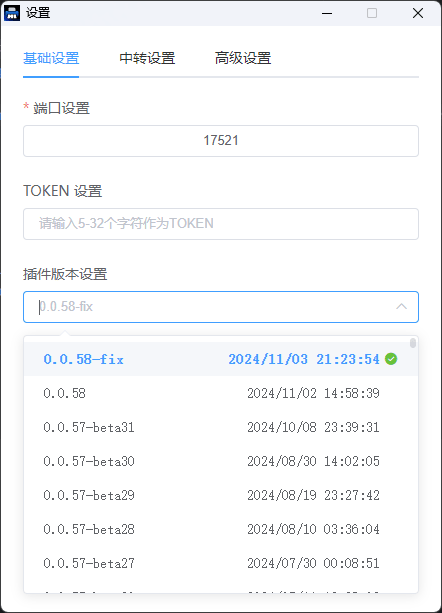 设置
基础设置 中转设置 高级设置
* 端口设置
17521
TOKEN 设置
请输入5-32个字符作为TOKEN
插件版本设置
0.0.58-fix
0.0.58-fix 2024/11/03 21:23:54
0.0.58 2024/11/02 14:58:39
0.0.57-beta31 2024/10/08 23:39:31
0.0.57-beta30 2024/08/30 14:02:05
0.0.57-beta29 2024/08/19 23:27:42
0.0.57-beta28 2024/08/10 03:36:04
0.0.57-beta27 2024/07/30 00:08:51